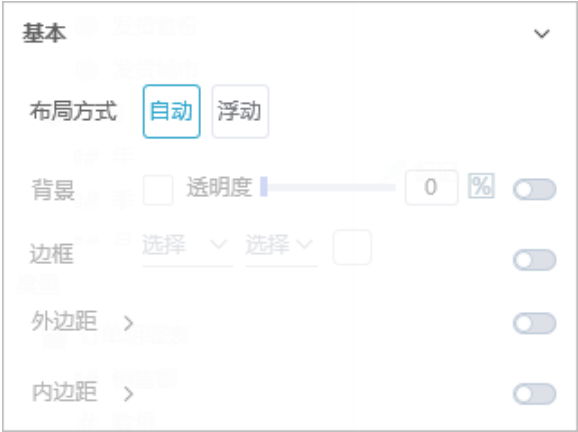 基本
布局方式 自动 浮动
背景 透明度 0 %
边框 选择 选择
外边距
内边距